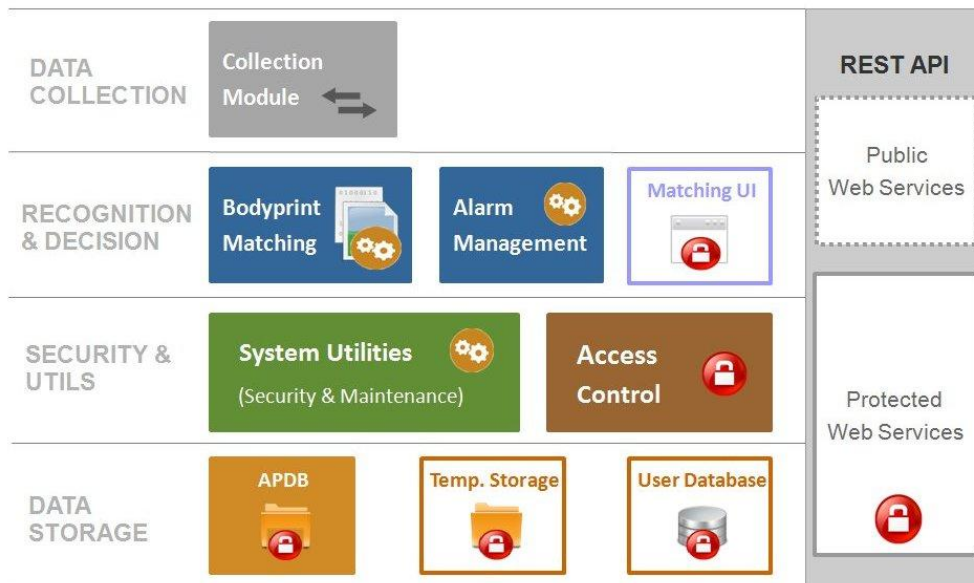 DATA
COLLECTION
Collection
Module
RECOGNITION
& DECISION
Bodyprint
Matching
Alarm
Management
Matching UI
SECURITY &
UTILS
System Utilities
(Security & Maintenance)
Access
Control
DATA
STORAGE
APDB
Temp. Storage
User Database
REST API
Public
Web Services
Protected
Web Services